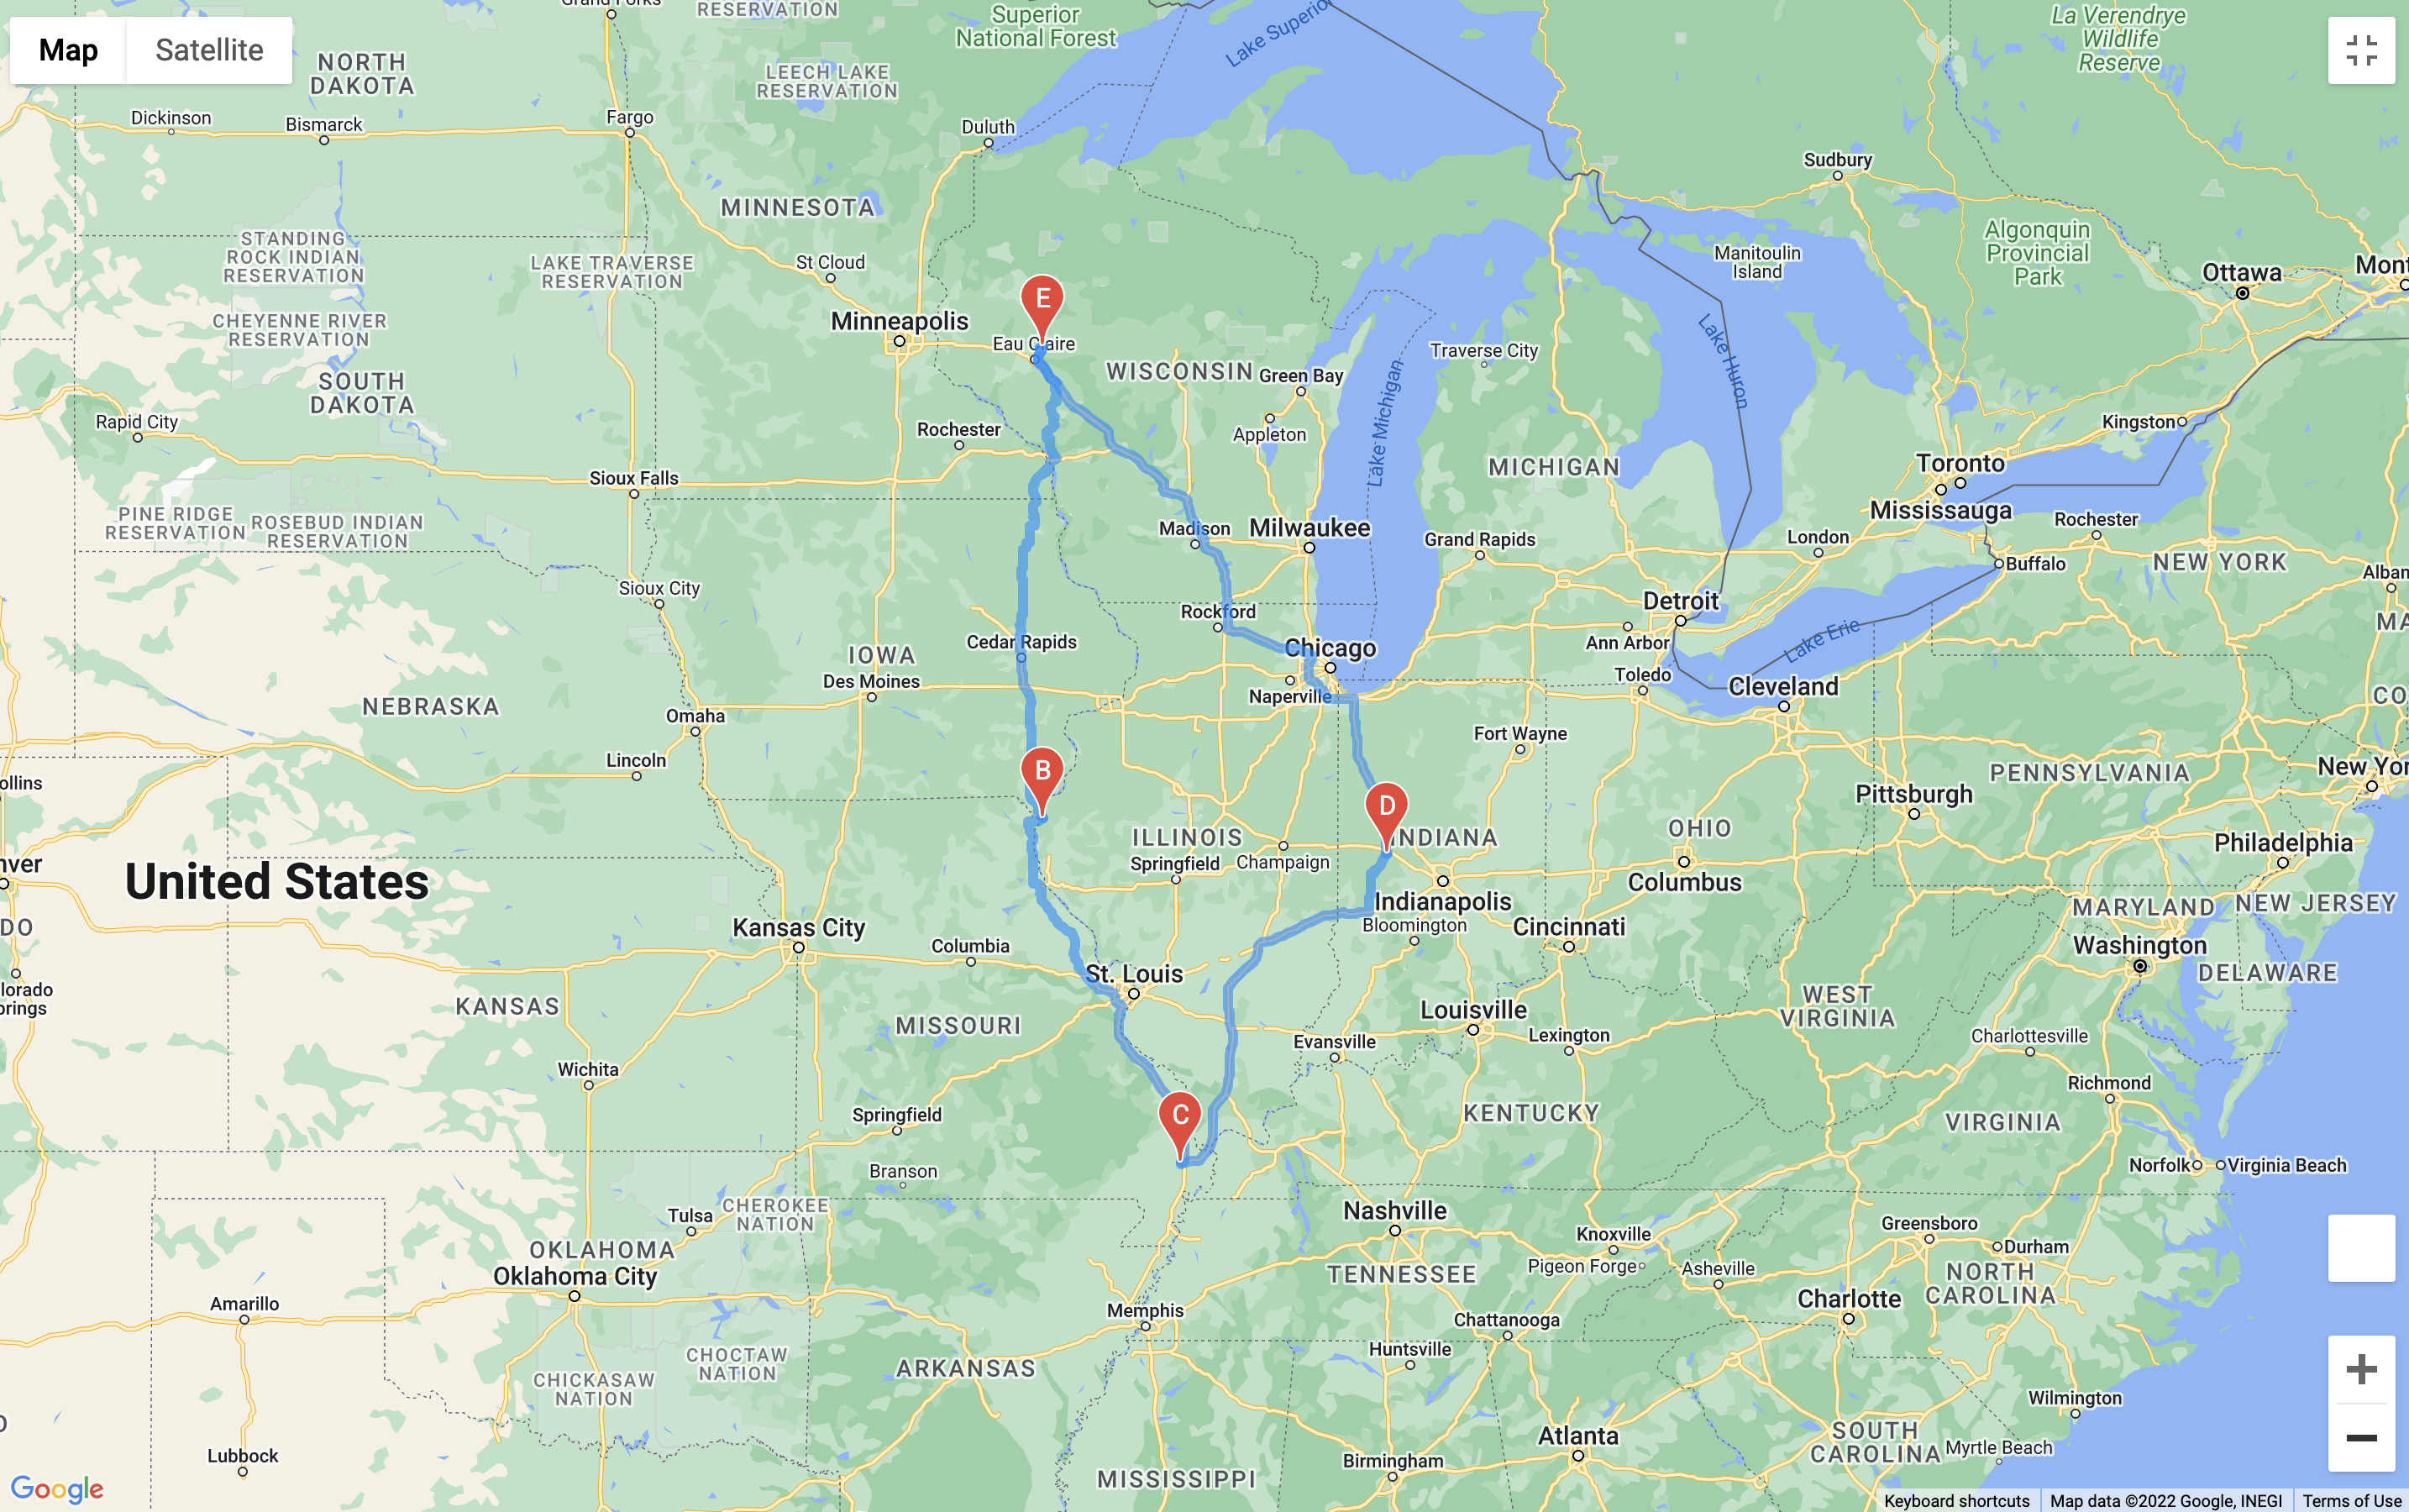 Map
Satellite
Grand Forks
RESERVATION
Superior
National Forest
Lake Superior
La Verendrye
Wildlife
Reserve
NORTH
DAKOTA
LEECH LAKE
RESERVATION
Dickinson
Bismarck
Fargo
Duluth
Sudbury
MINNESOTA
STANDING
ROCK INDIAN
RESERVATION
LAKE TRAVERSE
RESERVATION
St Cloud
Manitoulin
Island
Algonquin
Provincial
Park
Ottawa
Mont
CHEYENNE RIVER
RESERVATION
Minneapolis
E
Eau Claire
WISCONSIN
Green Bay
Traverse City
Lake Huron
SOUTH
DAKOTA
Rapid City
Rochester
Appleton
Lake Michigan
Kingston
Sioux Falls
MICHIGAN
Toronto
Mississauga
PINE RIDGE
RESERVATION
ROSEBUD INDIAN
RESERVATION
Madison
Milwaukee
Grand Rapids
London
Rochester
Buffalo
NEW YORK
Alban
Sioux City
Rockford
Detroit
MA
Cedar Rapids
Chicago
Ann Arbor
Lake Erie
IOWA
Des Moines
Naperville
Toledo
Cleveland
CO
NEBRASKA
Omaha
Fort Wayne
Lincoln
B
D
ollins
PENNSYLVANIA
New Yor
Pittsburgh
ILLINOIS
INDIANA
OHIO
Philadelphia
nver
United States
Springfield
Champaign
Columbus
Indianapolis
MARYLAND
NEW JERSEY
DO
Kansas City
Columbia
Bloomington
Cincinnati
Washington
DELAWARE
lorado
prings
St. Louis
KANSAS
MISSOURI
Louisville
Lexington
WEST
VIRGINIA
Evansville
Charlottesville
Wichita
Richmond
Springfield
C
KENTUCKY
VIRGINIA
Branson
Norfolk
Virginia Beach
CHEROKEE
NATION
Tulsa
Nashville
Knoxville
Greensboro
Durham
OKLAHOMA
Oklahoma City
TENNESSEE
Pigeon Forge
Asheville
NORTH
CAROLINA
Amarillo
Memphis
Chattanooga
Charlotte
Huntsville
CHOCTAW
NATION
ARKANSAS
CHICKASAW
NATION
Wilmington
O
Lubbock
Atlanta
SOUTH
CAROLINA
Myrtle Beach
Birmingham
MISSISSIPPI
Google
Keyboard shortcuts
Map data ©2022 Google, INEGI
Terms of Use